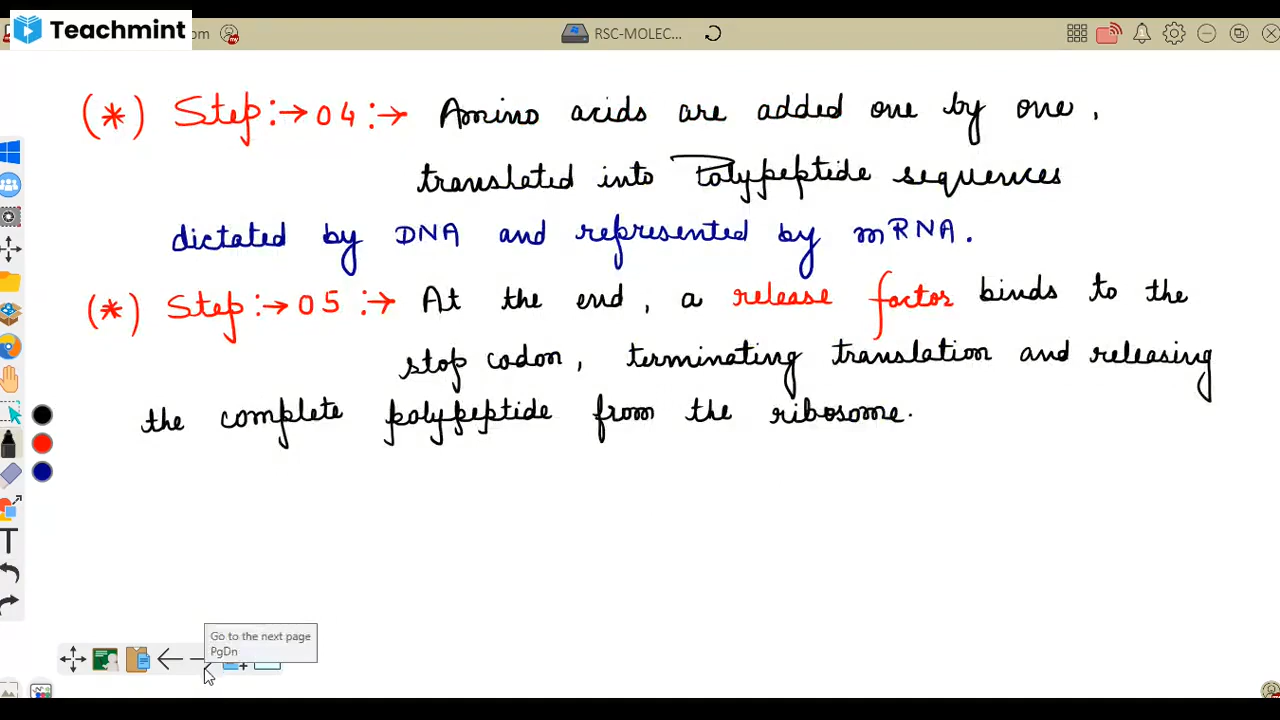 Teachmint
om
RSC-MOLEC...
(*) Step:→04:→ Amino acids are added one by one,
translated into Polypeptide sequences
dictated by DNA and represented by mRNA.
(*) Step:→05:→ At the end, a release factor binds to the
stop codon, terminating translation and releasing
the complete polypeptide from the ribosome.
T
Go to the next page
PgDn